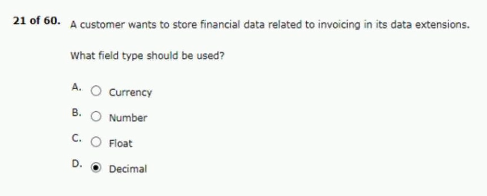 21 of 60. A customer wants to store financial data related to invoicing in its data extensions.
What field type should be used?
A. Currency
B. Number
C. Float
D. Decimal